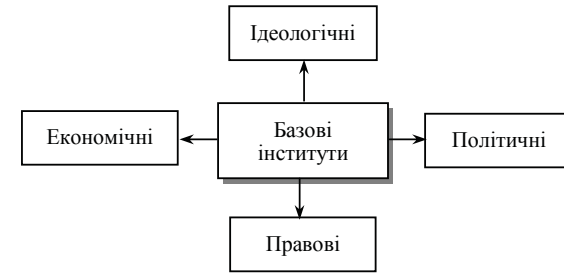 Ідеологічні
Економічні
Базові
інститути
Політичні
Правові